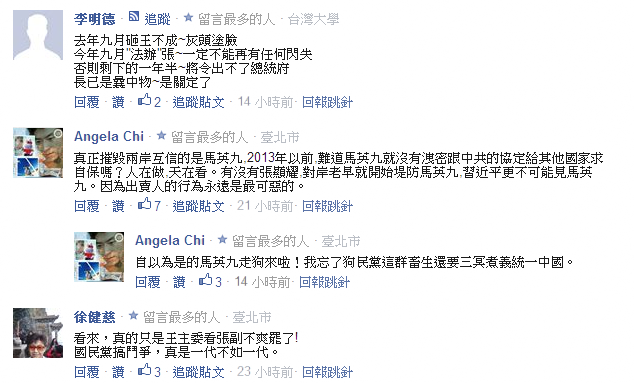 李明德 · 追蹤 · 留言最多的人 · 台灣大學
去年九月砸王不成~灰頭塗臉
今年九月"法辦"張~一定不能再有任何閃失
否則剩下的一年半~將令出不了總統府
長已是囊中物~是關定了
回覆 · 讚 · 2 · 追蹤貼文 · 14 小時前 · 回報跳針
Angela Chi · 留言最多的人 · 臺北市
真正摧毀兩岸互信的是馬英九,2013年以前,難道馬英九就沒有洩密跟中共的協定給其他國家求
自保嗎？人在做,天在看。有沒有張顯耀,對岸老早就開始堤防馬英九,習近平更不可能見馬英
九。因為出賣人的行為永遠是最可惡的。
回覆 · 讚 · 7 · 追蹤貼文 · 21 小時前 · 回報跳針
Angela Chi · 留言最多的人 · 臺北市
自以為是的馬英九走狗來啦！我忘了狗民黨這群畜生還要三冥煮義統一中國。
回覆 · 讚 · 3 · 14 小時前 · 回報跳針
徐健慈 · 留言最多的人 · 臺北市
看來，真的只是王主委看張副不爽罷了!
國民黨搞鬥爭，真是一代不如一代。
回覆 · 讚 · 3 · 追蹤貼文 · 23 小時前 · 回報跳針